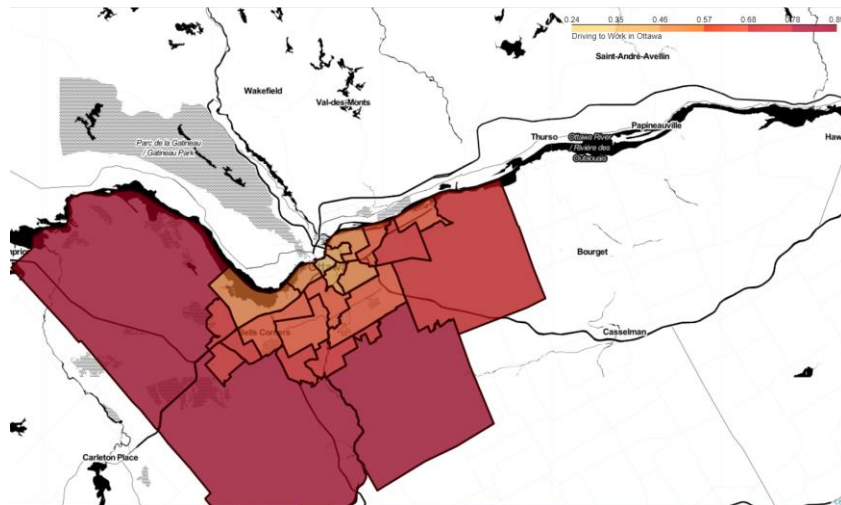 0.24 0.35 0.46 0.57 0.68 0.78
Driving to Work in Ottawa
Saint-André-Avellin
Wakefield
Val-des-Monts
Papineauville
Thurso
Ottawa River
/ Rivière des
Outaouais
Parc de la Gatineau
/ Gatineau Park
Bourget
Bells Corners
Casselman
Carleton Place